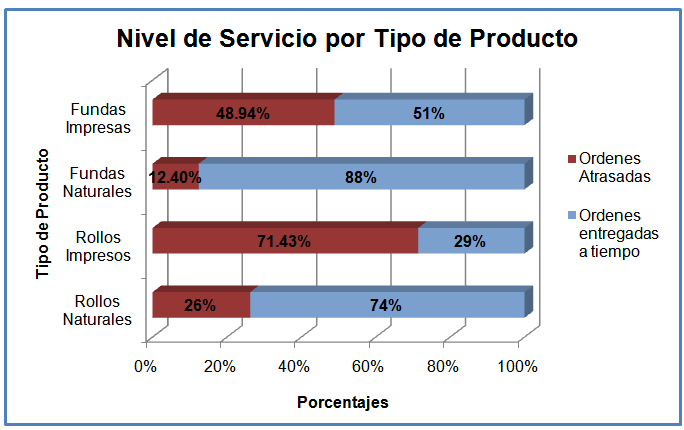 Nivel de Servicio por Tipo de Producto
Tipo de Producto
Fundas
Impresas
48.94%
51%
Fundas
Naturales
12.40%
88%
Rollos
Impresos
71.43%
29%
Rollos
Naturales
26%
74%
0%
20%
40%
60%
80%
100%
Porcentajes
Ordenes
Atrasadas
Ordenes
entregadas
a tiempo